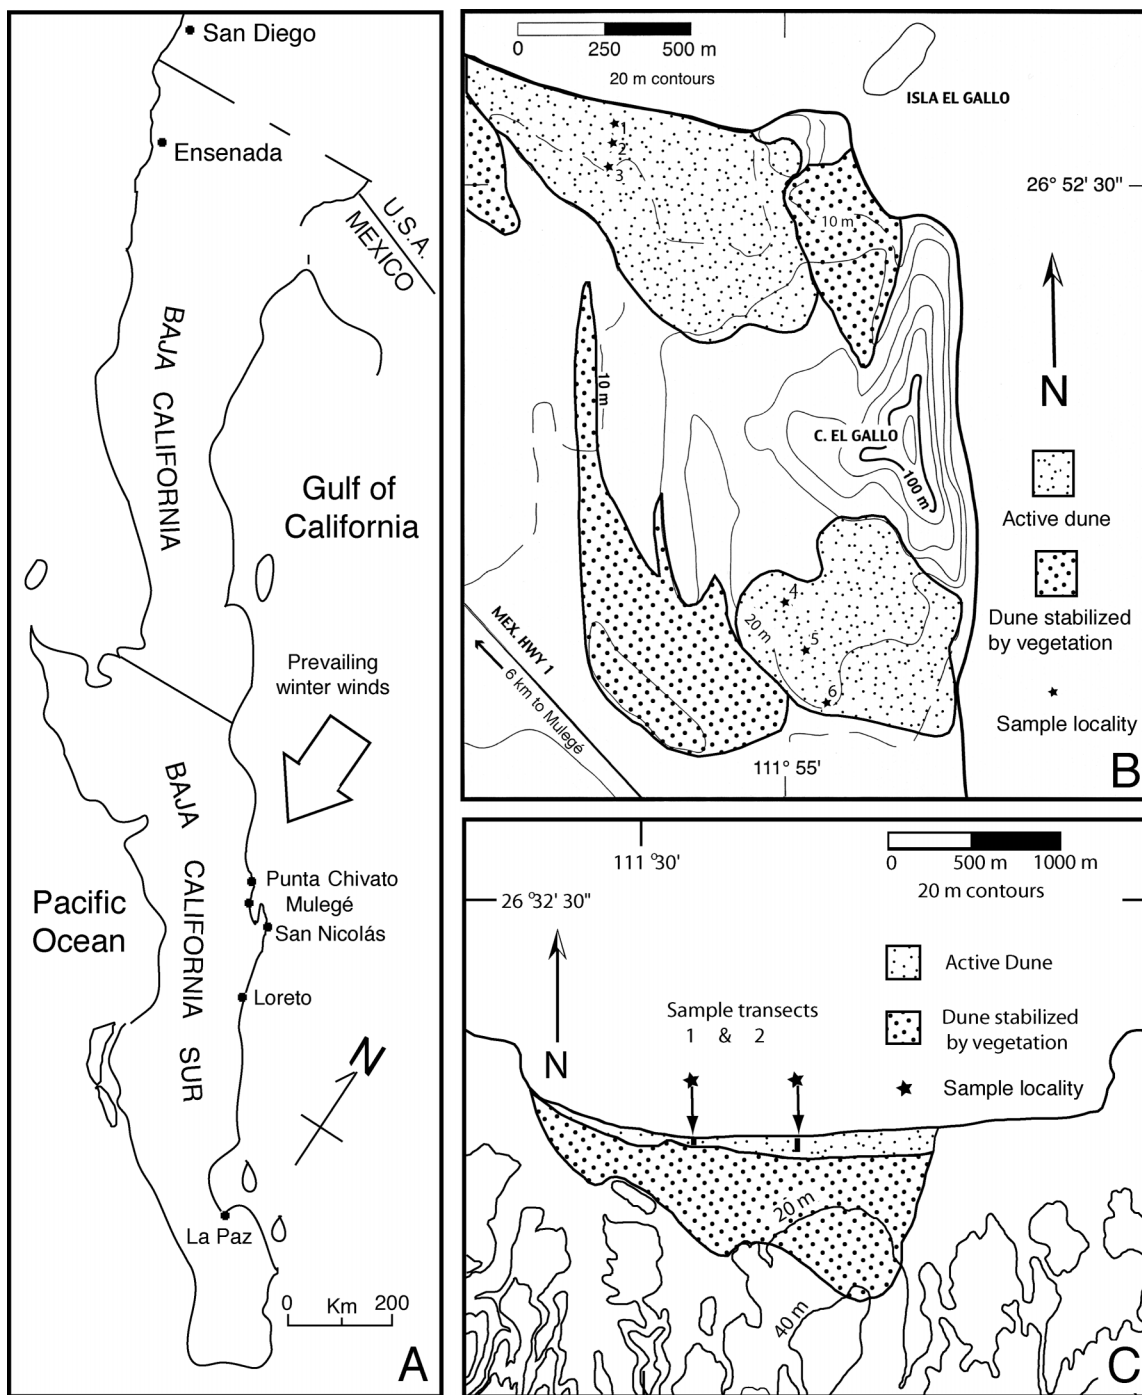 San Diego
Ensenada
U.S.A.
MEXICO
BAJA CALIFORNIA
Gulf of
California
Prevailing
winter winds
BAJA CALIFORNIA SUR
Punta Chivato
Mulegé
San Nicolás
Pacific
Ocean
Loreto
N
La Paz
0 Km 200
A
0 250 500 m
20 m contours
ISLA EL GALLO
1
2
3
26° 52' 30"
10 m
N
10 m
C. EL GALLO
100 m
Active dune
4
20 m
5
6
Dune stabilized
by vegetation
MEX. HWY 1
6 km to Mulegé
Sample locality
111° 55'
B
111°30'
0 500 m 1000 m
20 m contours
26°32' 30"
Active Dune
Sample transects
1 & 2
Dune stabilized
by vegetation
N
Sample locality
20 m
40 m
C